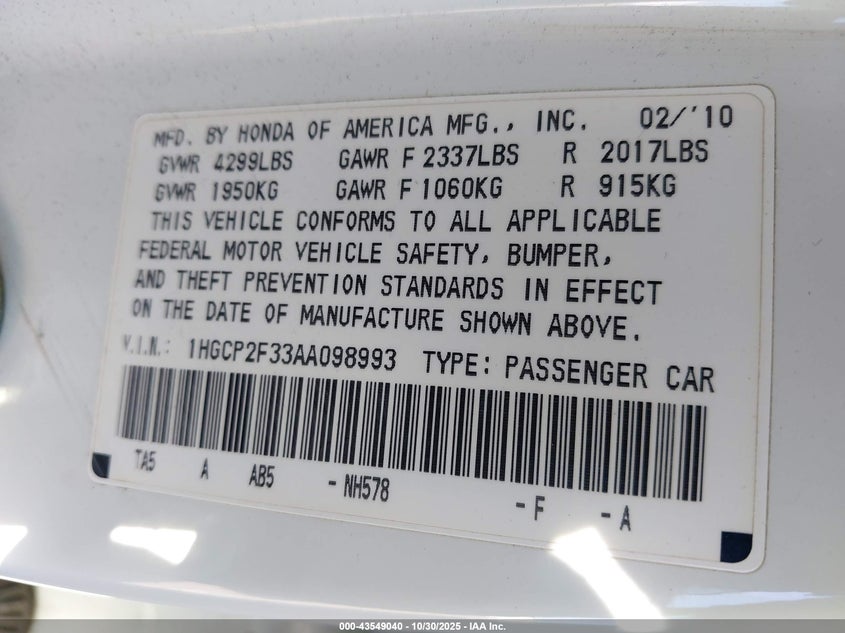 MFD. BY HONDA OF AMERICA MFG., INC. 02/'10
GVWR 4299LBS GAWR F 2337LBS R 2017LBS
GVWR 1950KG GAWR F 1060KG R 915KG
THIS VEHICLE CONFORMS TO ALL APPLICABLE
FEDERAL MOTOR VEHICLE SAFETY, BUMPER,
AND THEFT PREVENTION STANDARDS IN EFFECT
ON THE DATE OF MANUFACTURE SHOWN ABOVE.
V.I.N.: 1HGCP2F33AA098993 TYPE: PASSENGER CAR
TA5 A AB5 - NH578 - F - A
000-43549040 | 10/30/2025 - IAA Inc.